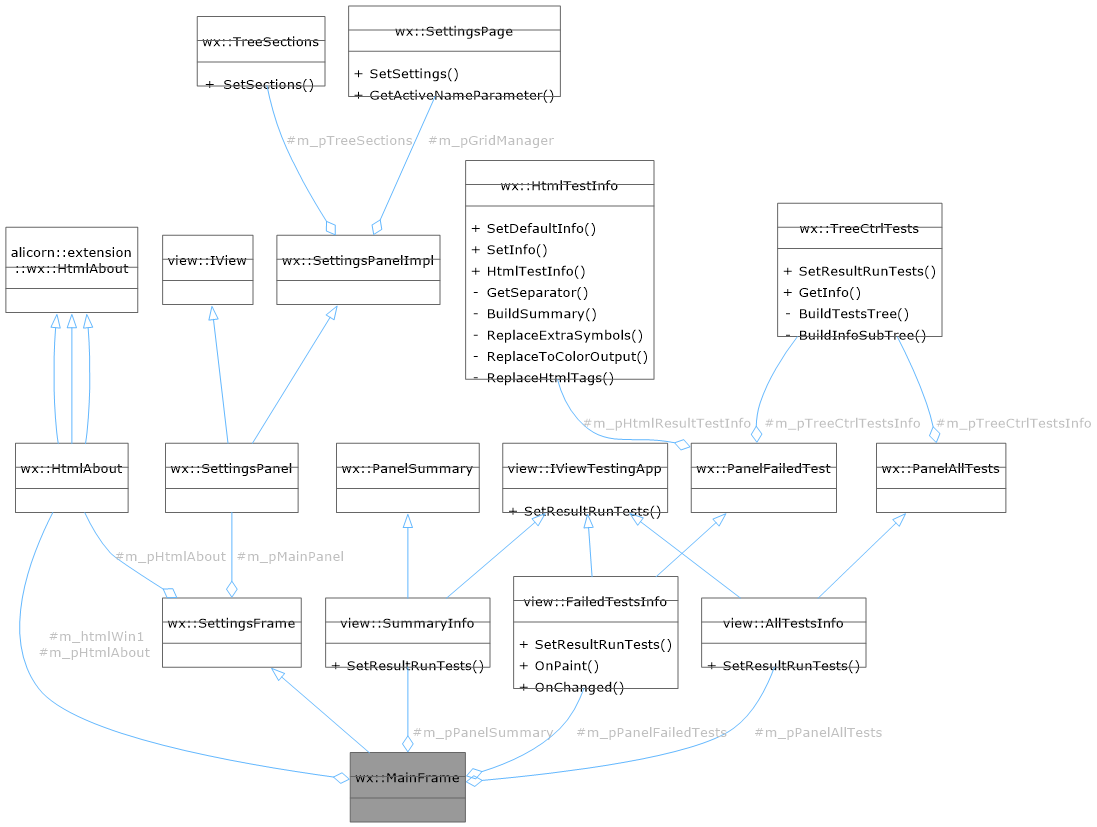 wx::TreeSections
+ SetSections()
wx::SettingsPage
+ SetSettings()
+ GetActiveNameParameter()
#m_pTreeSections
#m_pGridManager
wx::HtmlTestInfo
+ SetDefaultInfo()
+ SetInfo()
+ HtmlTestInfo()
- GetSeparator()
- BuildSummary()
- ReplaceExtraSymbols()
- ReplaceToColorOutput()
- ReplaceHtmlTags()
wx::TreeCtrlTests
+ SetResultRunTests()
+ GetInfo()
- BuildTestsTree()
- BuildInfoSubTree()
alicorn::extension
::wx::HtmlAbout
view::IView
wx::SettingsPanelImpl
#m_pHtmlResultTestInfo
#m_pTreeCtrlTestsInfo
#m_pTreeCtrlTestsInfo
wx::HtmlAbout
wx::SettingsPanel
wx::PanelSummary
view::IViewTestingApp
+ SetResultRunTests()
wx::PanelFailedTest
wx::PanelAllTests
#m_pHtmlAbout
#m_pMainPanel
wx::SettingsFrame
view::SummaryInfo
+ SetResultRunTests()
view::FailedTestsInfo
+ SetResultRunTests()
+ OnPaint()
+ OnChanged()
view::AllTestsInfo
+ SetResultRunTests()
#m_htmlWin1
#m_pHtmlAbout
#m_pPanelSummary
#m_pPanelFailedTests
#m_pPanelAllTests
wx::MainFrame